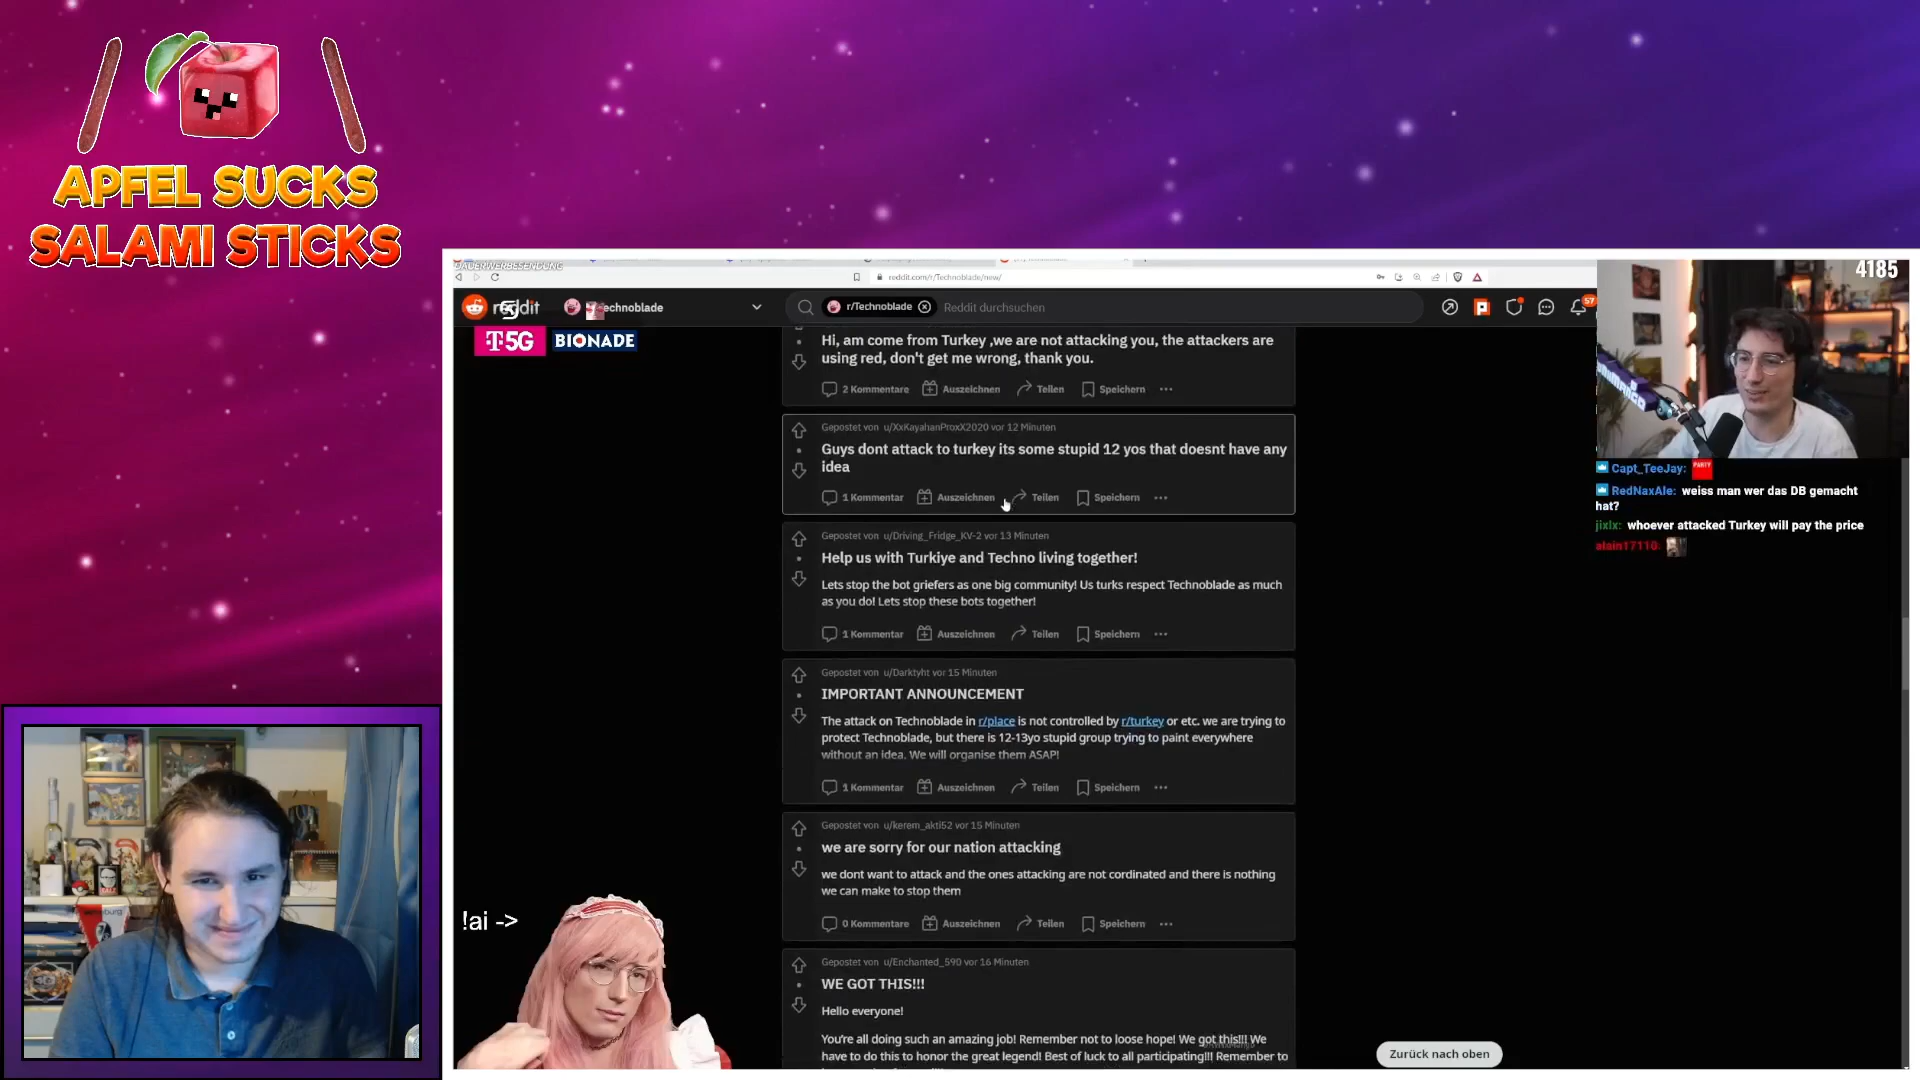 APFEL SUCKS
SALAMI STICKS
DAUERWERBESENDUNG
reddit.com/r/Technoblade/new/
4185
reddit
echnoblade
r/Technoblade
Reddit durchsuchen
57
T 5G
BIONADE
Hi, am come from Turkey ,we are not attacking you, the attackers are
using red, don't get me wrong, thank you.
2 Kommentare Auszeichnen Teilen Speichern
Gepostet von u/XxKayahanProxX2020 vor 12 Minuten
Guys dont attack to turkey its some stupid 12 yos that doesnt have any
idea
1 Kommentar Auszeichnen Teilen Speichern
Gepostet von u/Driving_Fridge_KV-2 vor 13 Minuten
Help us with Turkiye and Techno living together!
Lets stop the bot griefers as one big community! Us turks respect Technoblade as much
as you do! Lets stop these bots together!
1 Kommentar Auszeichnen Teilen Speichern
Gepostet von u/Darktyht vor 15 Minuten
IMPORTANT ANNOUNCEMENT
The attack on Technoblade in r/place is not controlled by r/turkey or etc. we are trying to
protect Technoblade, but there is 12-13yo stupid group trying to paint everywhere
without an idea. We will organise them ASAP!
1 Kommentar Auszeichnen Teilen Speichern
Gepostet von u/kerem_akti52 vor 15 Minuten
we are sorry for our nation attacking
we dont want to attack and the ones attacking are not cordinated and there is nothing
we can make to stop them
0 Kommentare Auszeichnen Teilen Speichern
Gepostet von u/Enchanted_590 vor 16 Minuten
WE GOT THIS!!!
Hello everyone!
You're all doing such an amazing job! Remember not to loose hope! We got this!!! We
have to do this to honor the great legend! Best of luck to all participating!!! Remember to
Zurück nach oben
Capt_TeeJay: PARTY
RedNaxAle: weiss man wer das DB gemacht
hat?
jixlx: whoever attacked Turkey will pay the price
alain17110:
!ai ->